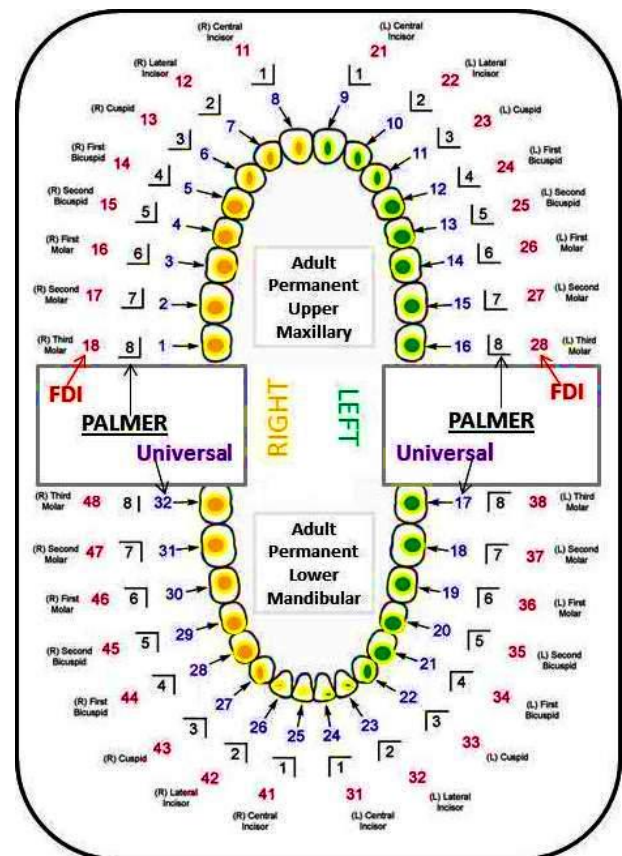 (R) Central
Incisor
11
1
8
(L) Central
Incisor
21
1
9
(R) Lateral
Incisor
12
2
7
(L) Lateral
Incisor
22
2
10
(R) Cuspid
13
3
6
(L) Cuspid
23
3
11
(R) First
Bicuspid
14
4
5
(L) First
Bicuspid
24
4
12
(R) Second
Bicuspid
15
5
4
(L) Second
Bicuspid
25
5
13
(R) First
Molar
16
6
3
(L) First
Molar
26
6
14
(R) Second
Molar
17
7
2
(L) Second
Molar
27
7
15
(R) Third
Molar
18
8
1
(L) Third
Molar
28
8
16
Adult
Permanent
Upper
Maxillary
FDI
PALMER
Universal
RIGHT
LEFT
FDI
PALMER
Universal
(R) Third
Molar
48
8
32
(L) Third
Molar
38
8
17
(R) Second
Molar
47
7
31
(L) Second
Molar
37
7
18
(R) First
Molar
46
6
30
(L) First
Molar
36
6
19
(R) Second
Bicuspid
45
5
29
(L) Second
Bicuspid
35
5
20
(R) First
Bicuspid
44
4
28
(L) First
Bicuspid
34
4
21
(R) Cuspid
43
3
27
(L) Cuspid
33
3
22
(R) Lateral
Incisor
42
2
26
(L) Lateral
Incisor
32
2
23
(R) Central
Incisor
41
1
25
(L) Central
Incisor
31
1
24
Adult
Permanent
Lower
Mandibular